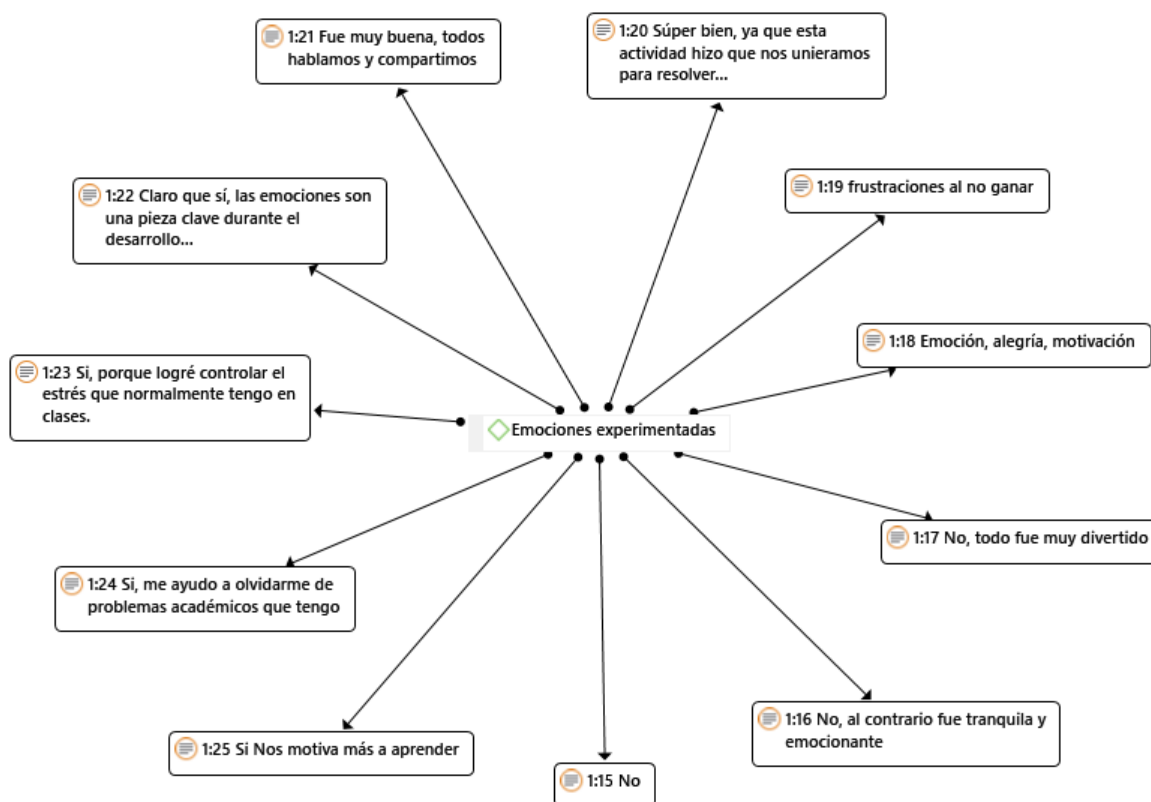 1:21 Fue muy buena, todos
hablamos y compartimos
1:20 Súper bien, ya que esta
actividad hizo que nos unieramos
para resolver...
1:22 Claro que sí, las emociones son
una pieza clave durante el
desarrollo...
1:19 frustraciones al no ganar
1:18 Emoción, alegría, motivación
1:23 Si, porque logré controlar el
estrés que normalmente tengo en
clases.
Emociones experimentadas
1:17 No, todo fue muy divertido
1:24 Si, me ayudo a olvidarme de
problemas académicos que tengo
1:16 No, al contrario fue tranquila y
emocionante
1:25 Si Nos motiva más a aprender
1:15 No